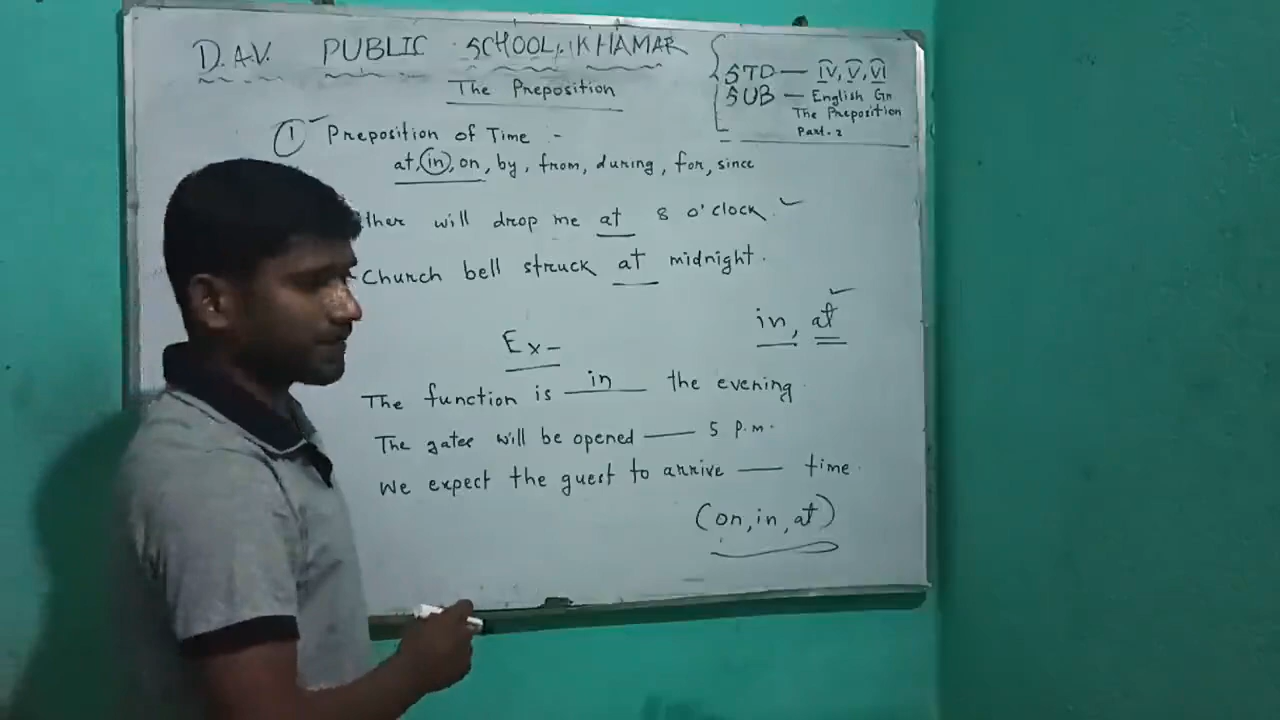 D.A.V. PUBLIC SCHOOL, KHAMAR
STD — IV, V, VI
SUB — English Gr
The Preposition
Part-2
The Preposition
① Preposition of Time :-
at, in, on, by, from, during, for, since
ther will drop me at 8 o'clock.
Church bell struck at midnight.
in, at
Ex-
The function is in the evening.
The gates will be opened — 5 p.m.
We expect the guest to arrive — time.
(on, in, at)